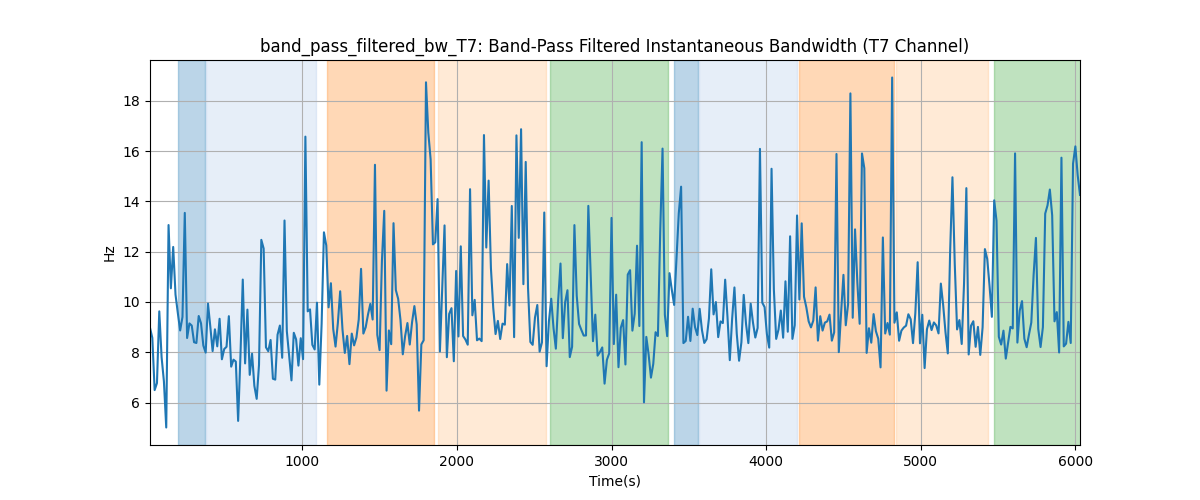 band_pass_filtered_bw_T7: Band-Pass Filtered Instantaneous Bandwidth (T7 Channel)
18
16
14
12
10
8
6
Hz
1000 2000 3000 4000 5000 6000
Time(s)